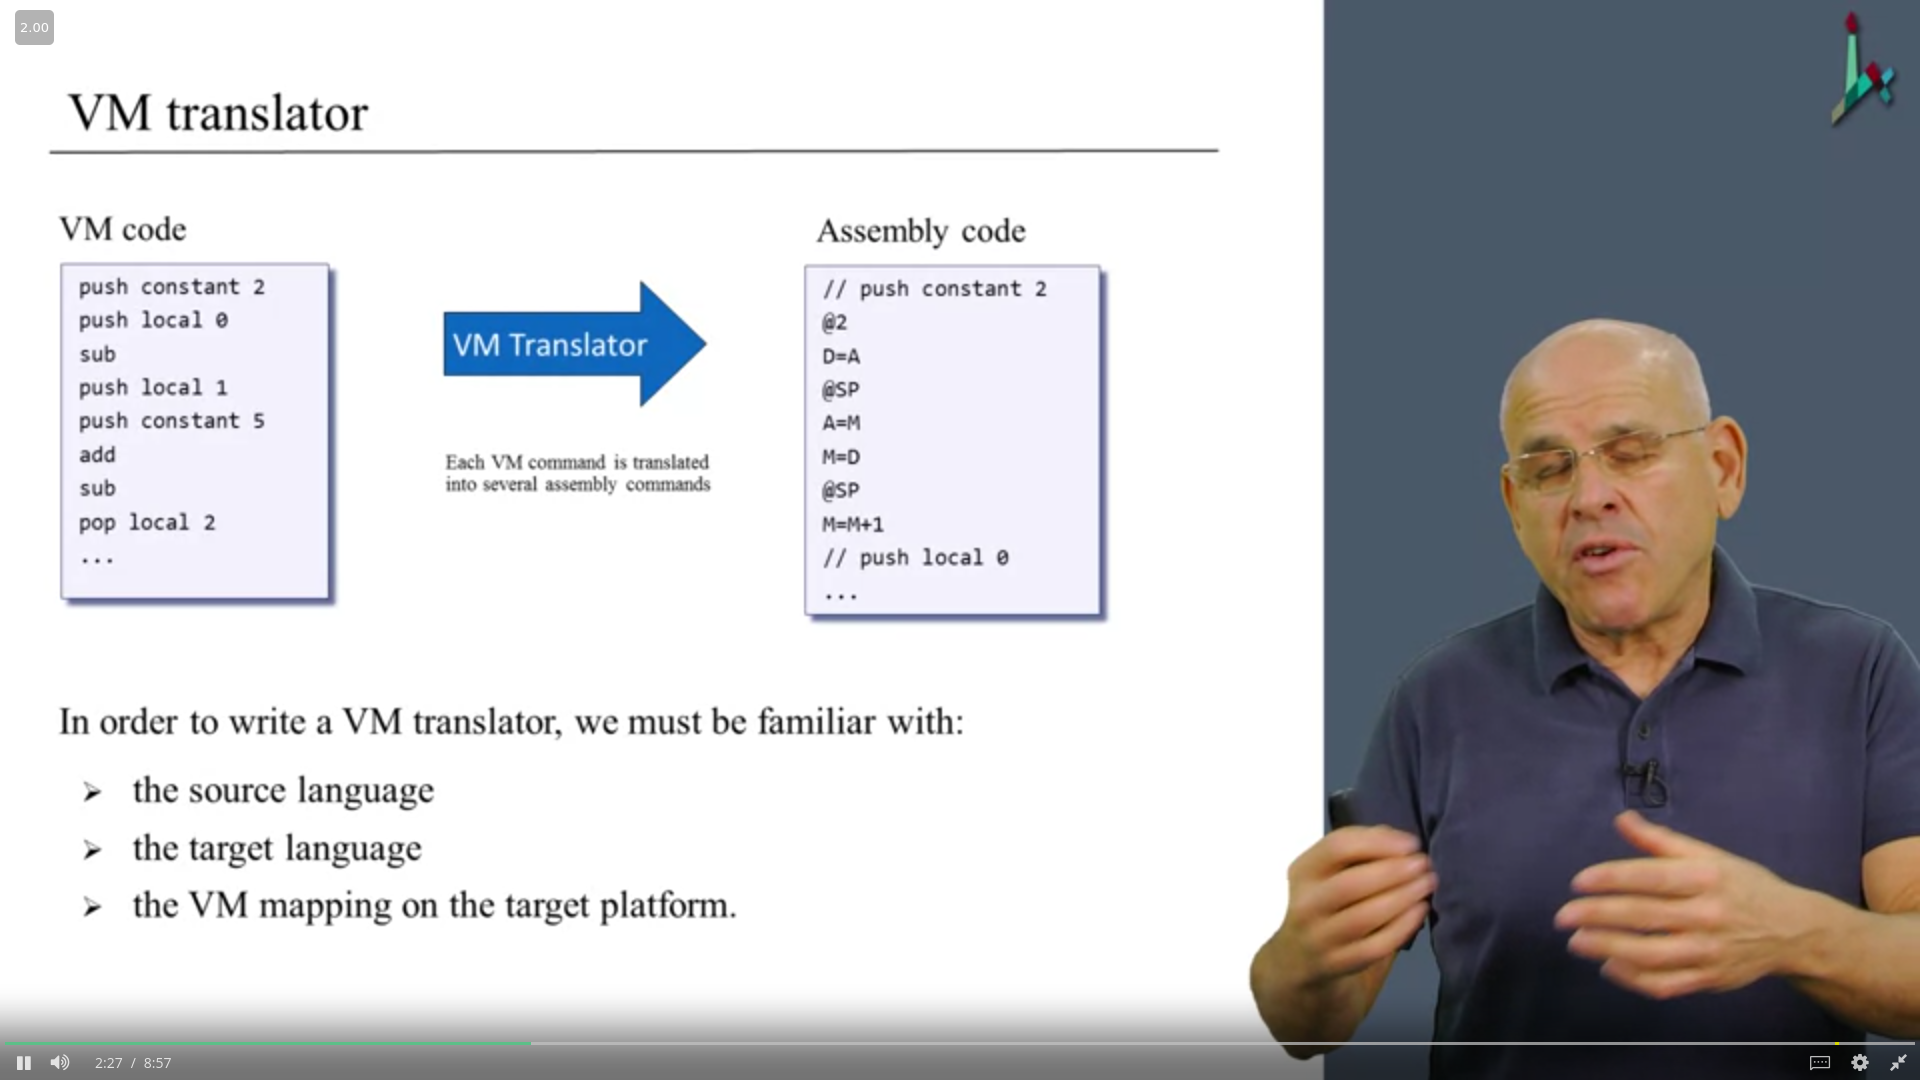 2.00
VM translator
VM code
push constant 2
push local 0
sub
push local 1
push constant 5
add
sub
pop local 2
...
VM Translator
Each VM command is translated
into several assembly commands
Assembly code
// push constant 2
@2
D=A
@SP
A=M
M=D
@SP
M=M+1
// push local 0
...
In order to write a VM translator, we must be familiar with:
➢ the source language
➢ the target language
➢ the VM mapping on the target platform.
2:27 / 8:57